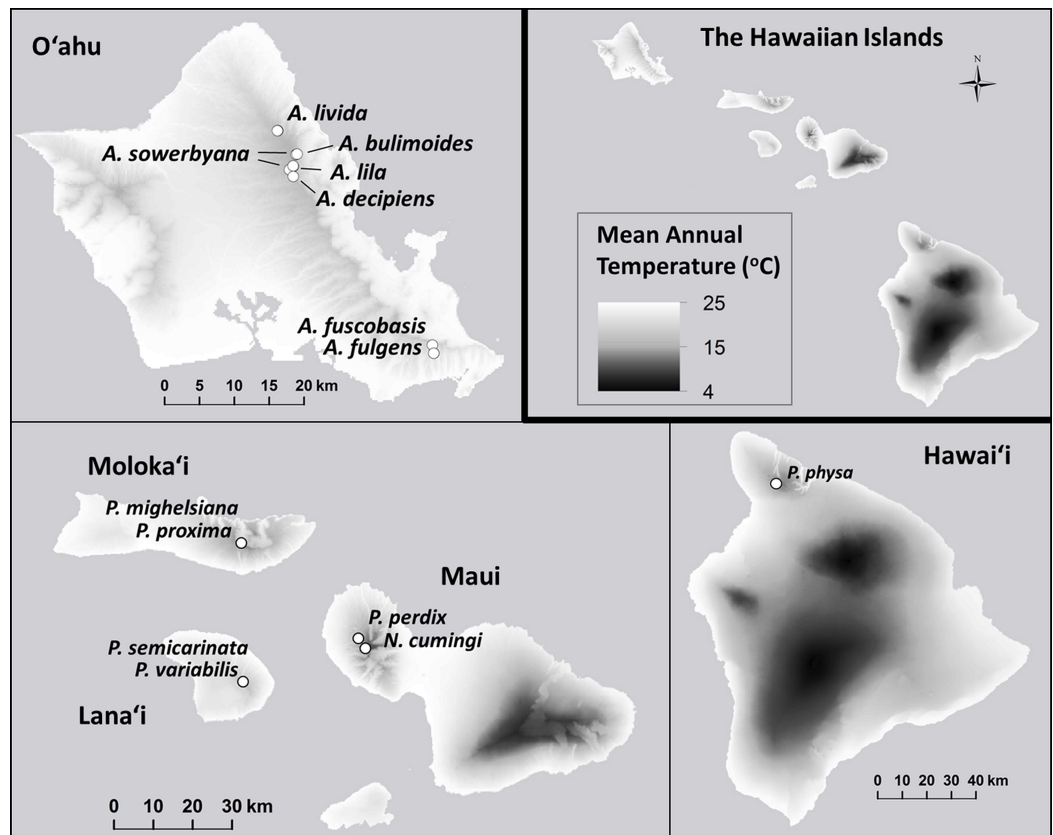 O‘ahu
A. livida
A. bulimoides
A. sowerbyana
A. lila
A. decipiens
A. fuscobasis
A. fulgens
0 5 10 15 20 km
The Hawaiian Islands
N
Mean Annual
Temperature (°C)
25
15
4
Moloka‘i
P. mighelsiana
P. proxima
Maui
P. perdix
N. cumingi
P. semicarinata
P. variabilis
Lana‘i
0 10 20 30 km
Hawai‘i
P. physa
0 10 20 30 40 km